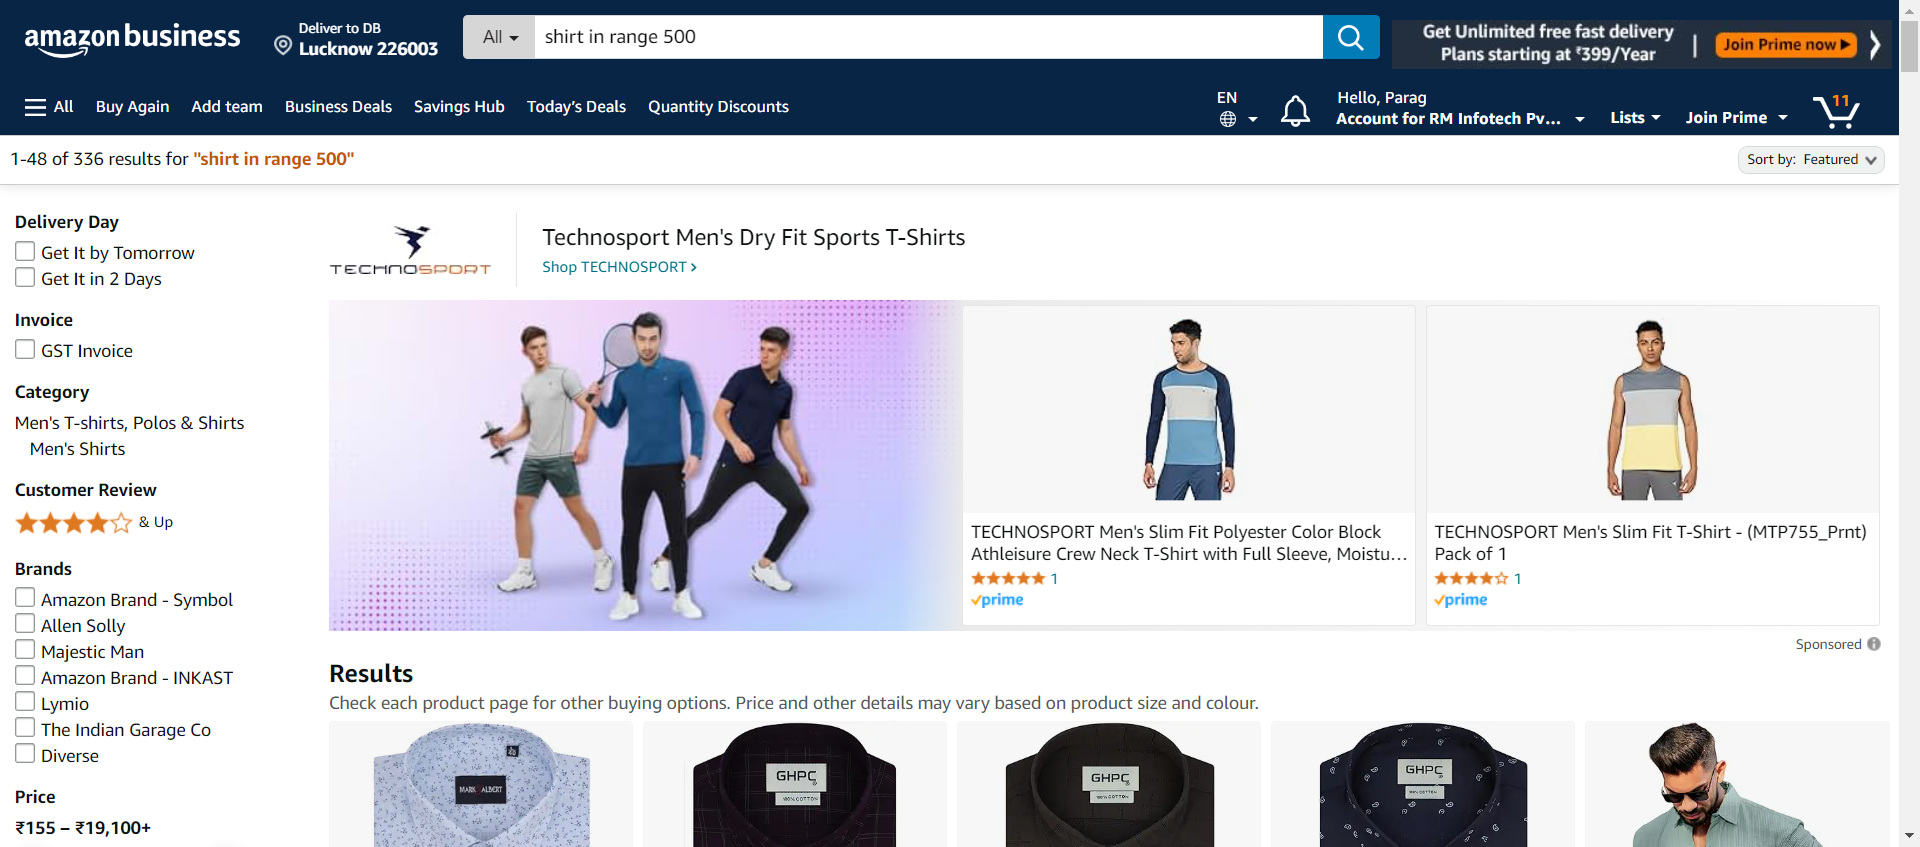 amazon business
Deliver to DB
Lucknow 226003
All
shirt in range 500
Get Unlimited free fast delivery
Plans starting at ₹399/Year
Join Prime now
All
Buy Again
Add team
Business Deals
Savings Hub
Today's Deals
Quantity Discounts
EN
Hello, Parag
Account for RM Infotech Pv...
Lists
Join Prime
11
1-48 of 336 results for "shirt in range 500"
Sort by: Featured
Delivery Day
Get It by Tomorrow
Get It in 2 Days
Invoice
GST Invoice
Category
Men's T-shirts, Polos & Shirts
Men's Shirts
Customer Review
& Up
Brands
Amazon Brand - Symbol
Allen Solly
Majestic Man
Amazon Brand - INKAST
Lymio
The Indian Garage Co
Diverse
Price
₹155 – ₹19,100+
TECHNOSPORT
Technosport Men's Dry Fit Sports T-Shirts
Shop TECHNOSPORT ›
TECHNOSPORT Men's Slim Fit Polyester Color Block
Athleisure Crew Neck T-Shirt with Full Sleeve, Moistu...
1
prime
TECHNOSPORT Men's Slim Fit T-Shirt - (MTP755_Prnt)
Pack of 1
1
prime
Sponsored
Results
Check each product page for other buying options. Price and other details may vary based on product size and colour.
MARK ALBERT
GHPC
100% COTTON
GHPC
100% COTTON
GHPC
100% COTTON